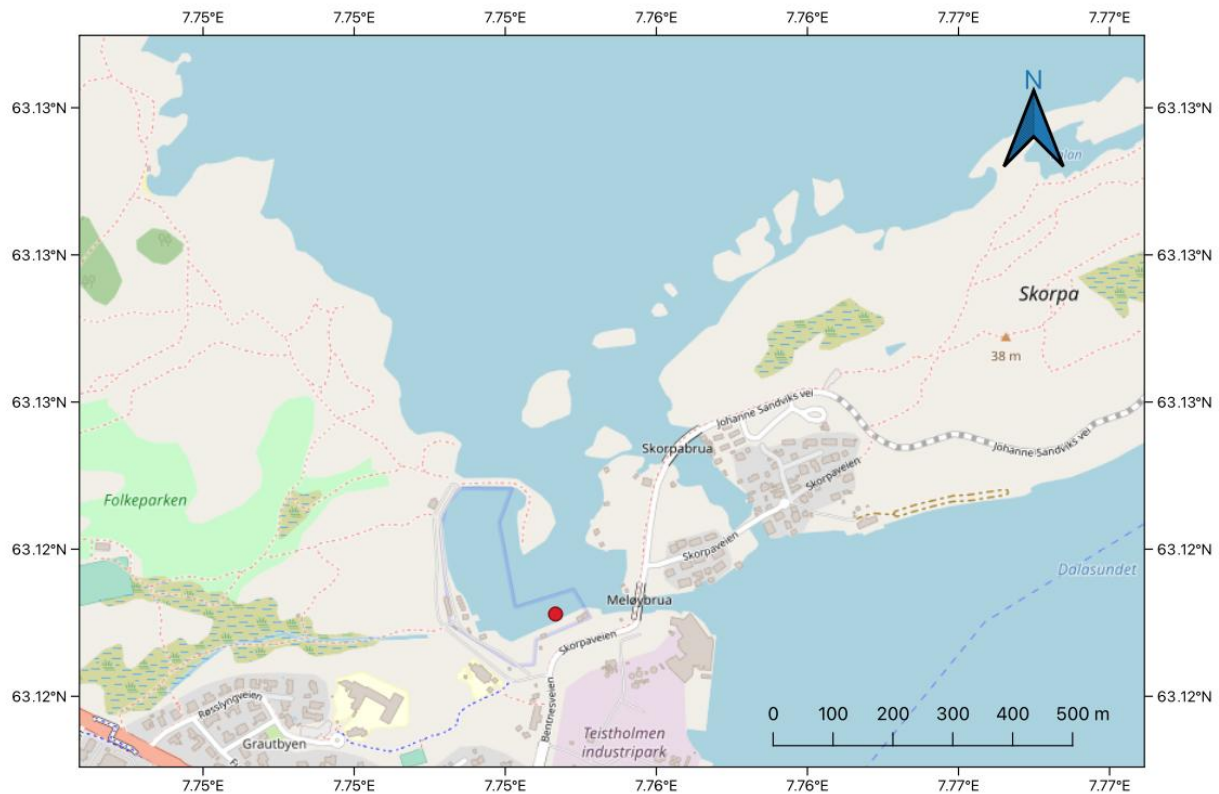 7.75°E 7.75°E 7.75°E 7.76°E 7.76°E 7.77°E 7.77°E
63.13°N 63.13°N
N
63.13°N 63.13°N
Skorpa
38 m
63.13°N 63.13°N
Johanne Sandviks vei
Skorpabrua
Johanne Sandviks vei
Skorpaveien
Folkeparken
63.12°N 63.12°N
Skorpaveien
Dalasundet
Meløybrua
Skorpaveien
63.12°N 63.12°N
Røsslyngveien
Bentnesveien
0 100 200 300 400 500 m
Grautbyen
Teistholmen
industripark
7.75°E 7.75°E 7.75°E 7.76°E 7.76°E 7.77°E 7.77°E